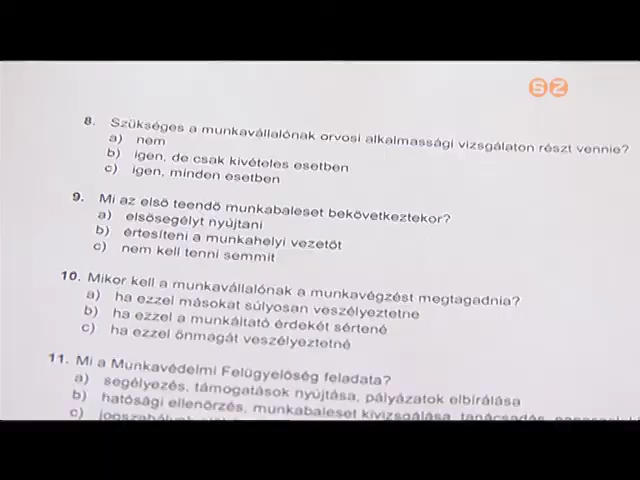 SZ
8. Szükséges a munkavállalónak orvosi alkalmassági vizsgálaton részt vennie?
a) nem
b) igen, de csak kivételes esetben
c) igen, minden esetben
9. Mi az első teendő munkabaleset bekövetkeztekor?
a) elsősegélyt nyújtani
b) értesíteni a munkahelyi vezetőt
c) nem kell tenni semmit
10. Mikor kell a munkavállalónak a munkavégzést megtagadnia?
a) ha ezzel másokat súlyosan veszélyeztetne
b) ha ezzel a munkáltató érdekét sértené
c) ha ezzel önmagát veszélyeztetné
11. Mi a Munkavédelmi Felügyelőség feladata?
a) segélyezés, támogatások nyújtása, pályázatok elbírálása
b) hatósági ellenőrzés, munkabaleset kivizsgálása, tanácsadás,
c)